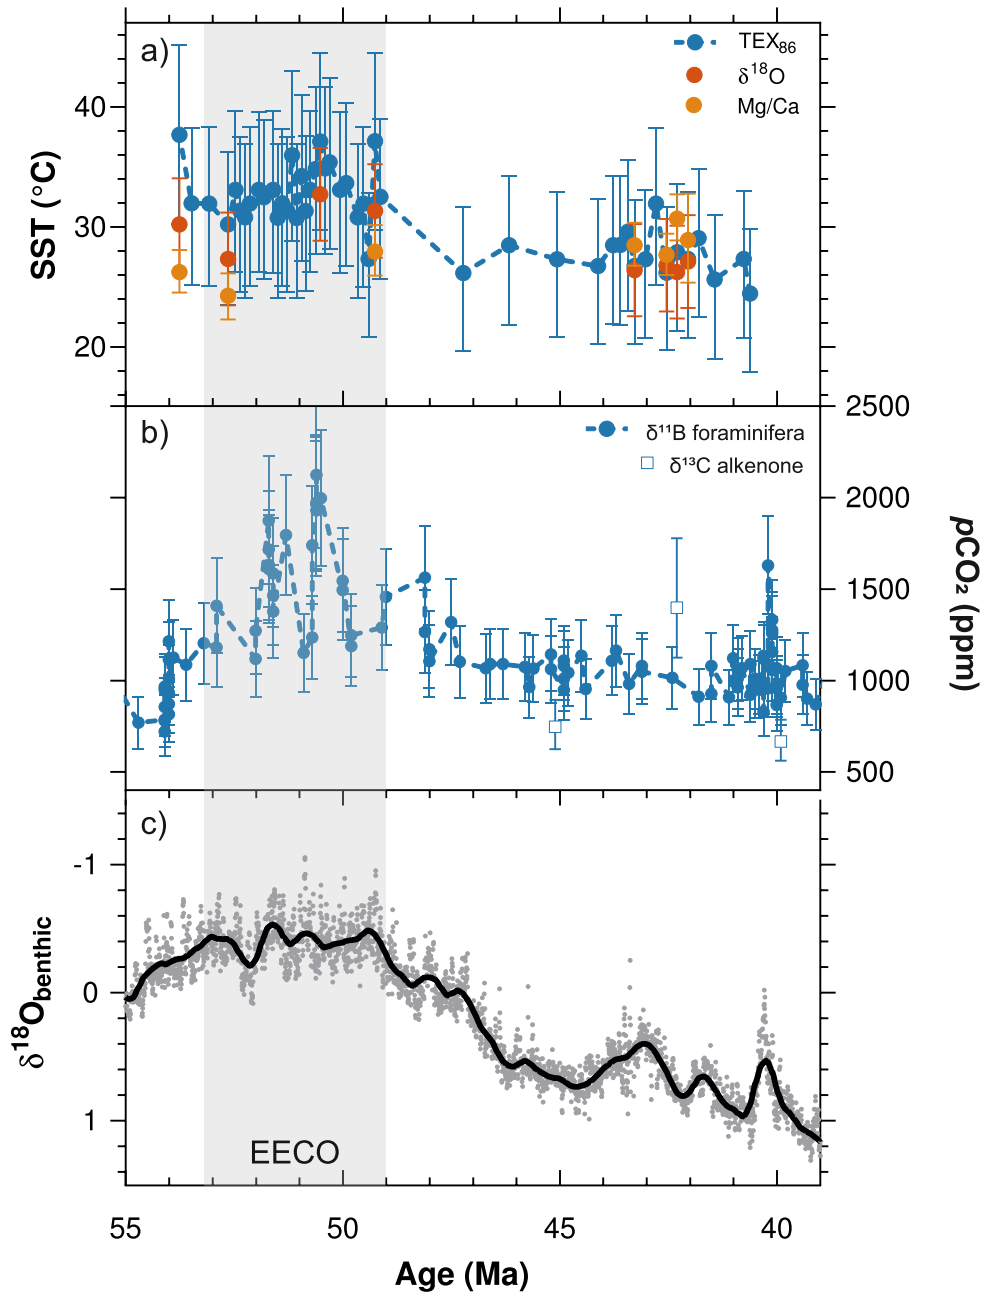 a)
TEX₈₆
δ¹⁸O
Mg/Ca
40
30
20
SST (°C)
b)
δ¹¹B foraminifera
δ¹³C alkenone
2500
2000
1500
1000
500
pCO₂ (ppm)
c)
-1
0
1
δ¹⁸Obenthic
EECO
55 50 45 40
Age (Ma)